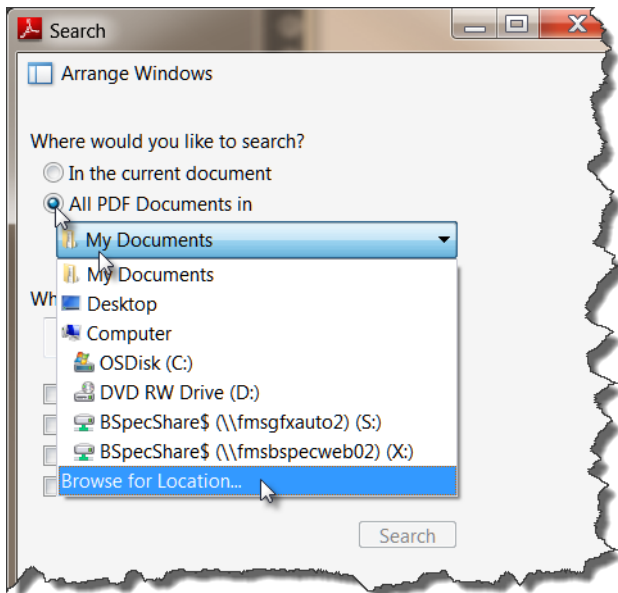 Search
Arrange Windows
Where would you like to search?
In the current document
All PDF Documents in
My Documents
My Documents
Wh
Desktop
Computer
OSDisk (C:)
DVD RW Drive (D:)
BSpecShare$ (\\fmsgfxauto2) (S:)
BSpecShare$ (\\fmsbspecweb02) (X:)
Browse for Location...
Search